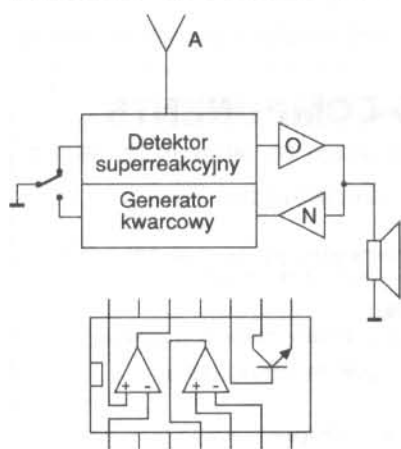 A
Detektor
superreakcyjny
O
Generator
kwarcowy
N
+ -
+ -